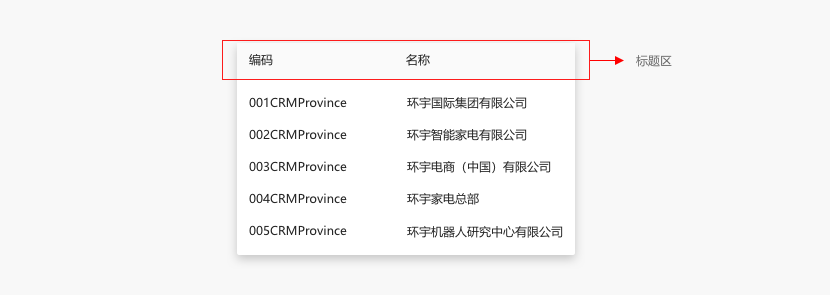 编码 名称 标题区
001CRMProvince 环宇国际集团有限公司
002CRMProvince 环宇智能家电有限公司
003CRMProvince 环宇电商（中国）有限公司
004CRMProvince 环宇家电总部
005CRMProvince 环宇机器人研究中心有限公司